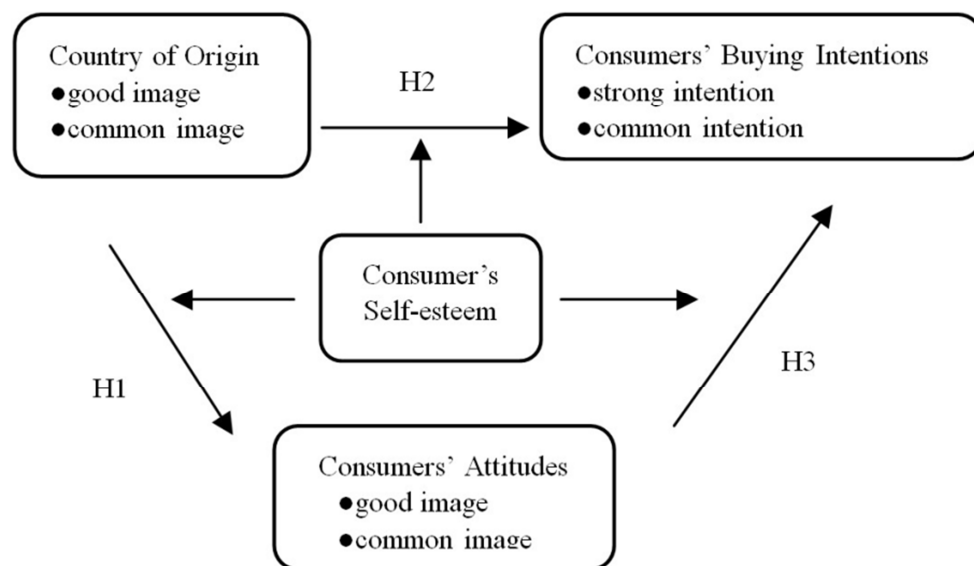 Country of Origin
●good image
●common image
H2
Consumers’ Buying Intentions
●strong intention
●common intention
Consumer’s
Self-esteem
H1
H3
Consumers’ Attitudes
●good image
●common image